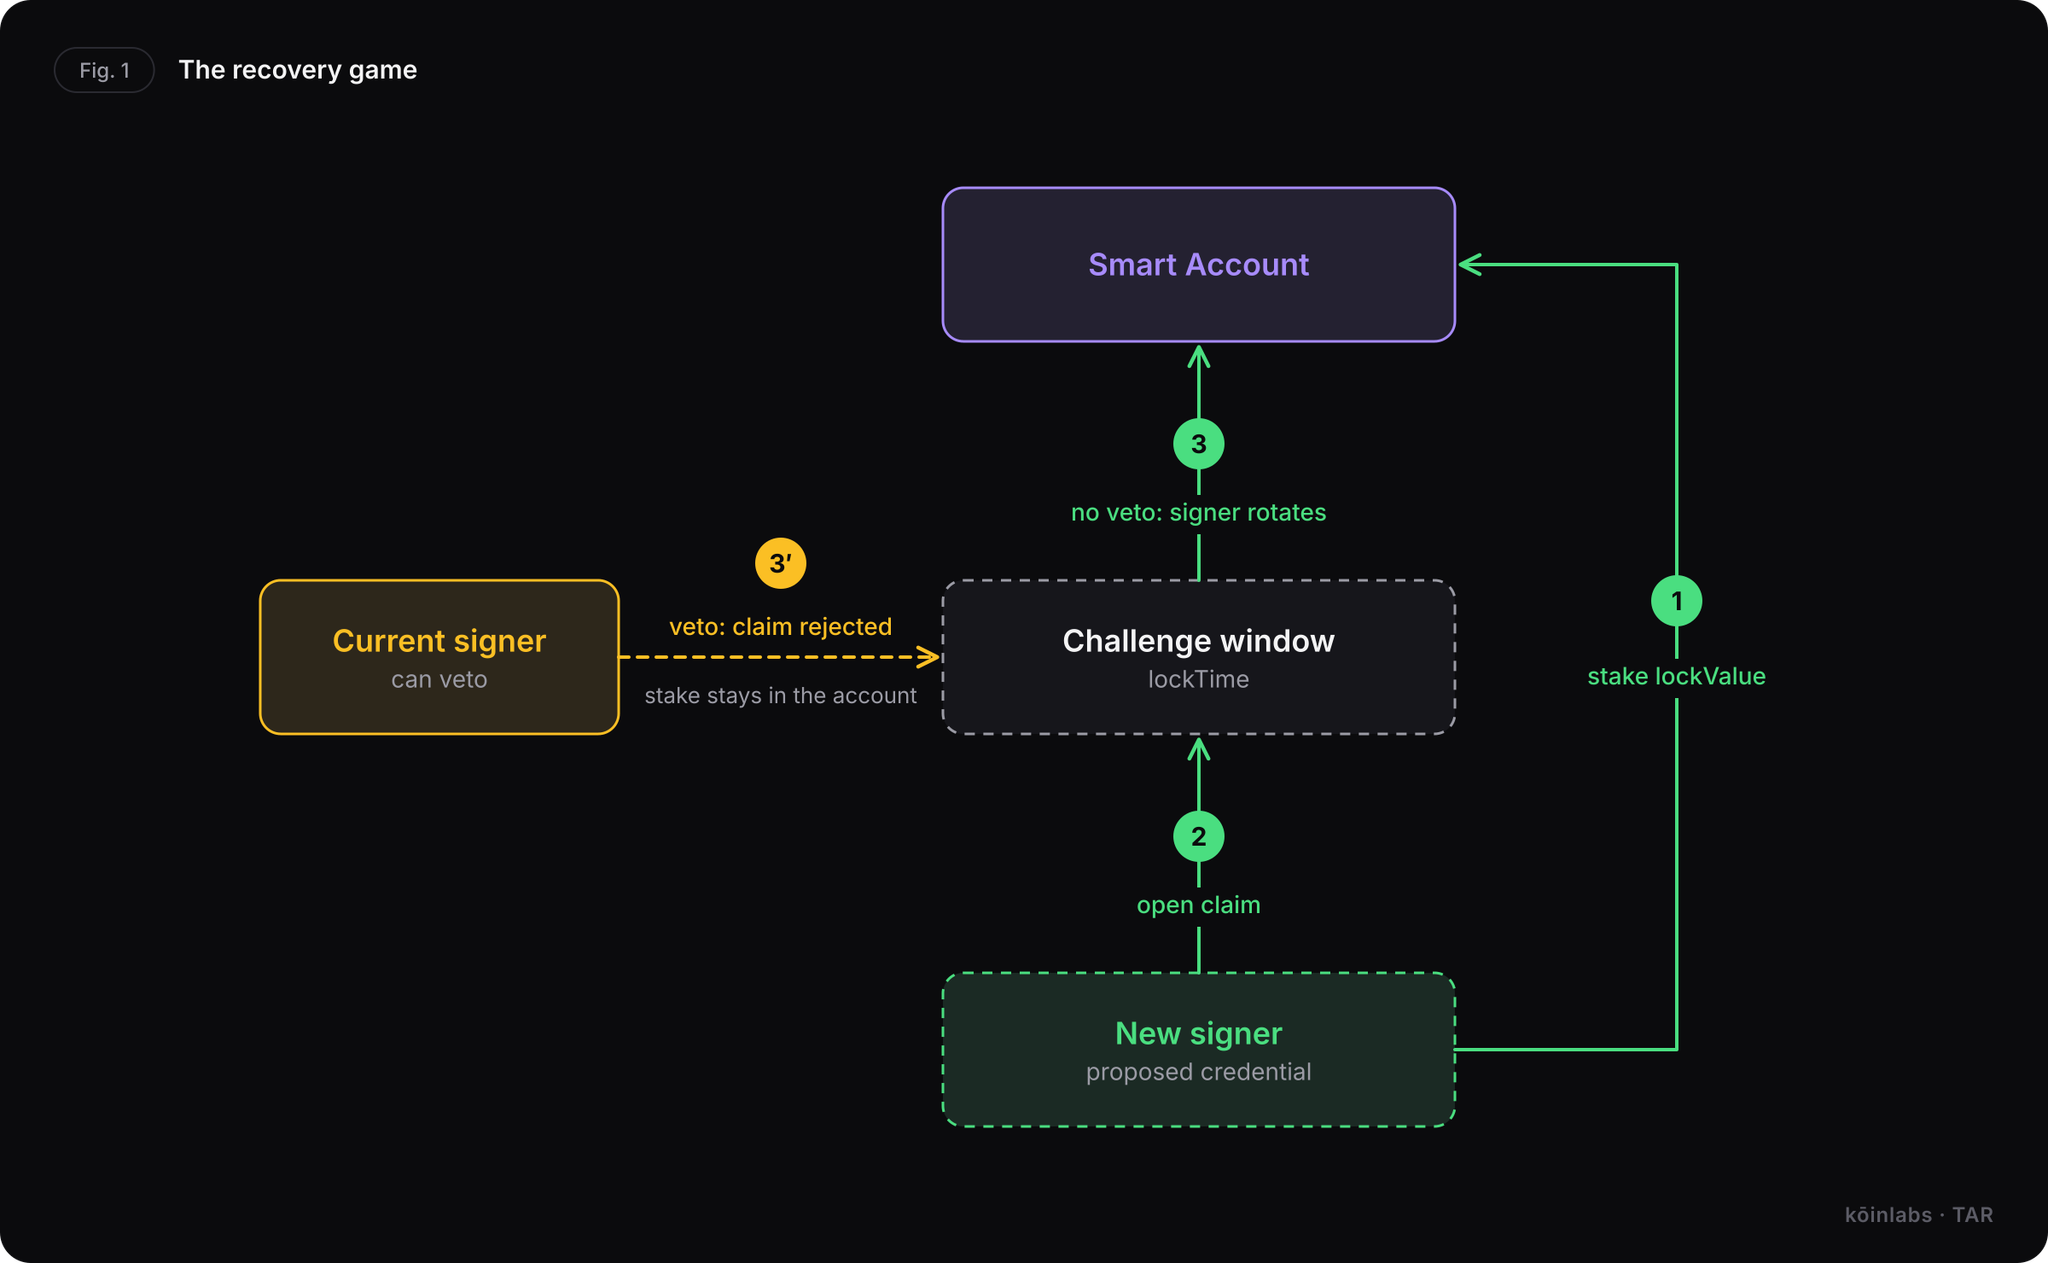 Fig. 1
The recovery game
Smart Account
3
no veto: signer rotates
3′
veto: claim rejected
stake stays in the account
Current signer
can veto
Challenge window
lockTime
1
stake lockValue
2
open claim
New signer
proposed credential
kōinlabs · TAR